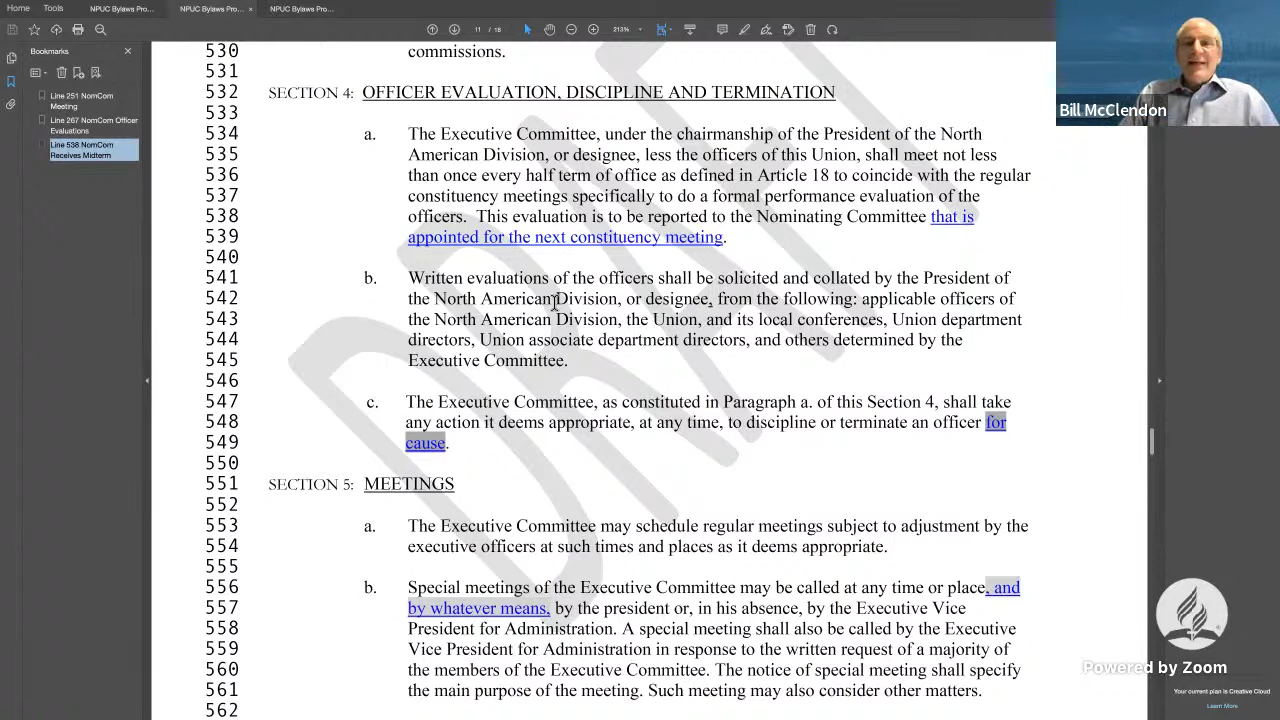 Home Tools NPUC Bylaws Pro... NPUC Bylaws Pro... × NPUC Bylaws Pro...
11 / 18 213%
Bookmarks ×
Line 251 NomCom
Meeting
Line 267 NomCom Officer
Evaluations
Line 538 NomCom
Receives Midterm
530 commissions.
531
532 SECTION 4: OFFICER EVALUATION, DISCIPLINE AND TERMINATION
533
534 a. The Executive Committee, under the chairmanship of the President of the North
535 American Division, or designee, less the officers of this Union, shall meet not less
536 than once every half term of office as defined in Article 18 to coincide with the regular
537 constituency meetings specifically to do a formal performance evaluation of the
538 officers. This evaluation is to be reported to the Nominating Committee that is
539 appointed for the next constituency meeting.
540
541 b. Written evaluations of the officers shall be solicited and collated by the President of
542 the North American Division, or designee, from the following: applicable officers of
543 the North American Division, the Union, and its local conferences, Union department
544 directors, Union associate department directors, and others determined by the
545 Executive Committee.
546
547 c. The Executive Committee, as constituted in Paragraph a. of this Section 4, shall take
548 any action it deems appropriate, at any time, to discipline or terminate an officer for
549 cause.
550
551 SECTION 5: MEETINGS
552
553 a. The Executive Committee may schedule regular meetings subject to adjustment by the
554 executive officers at such times and places as it deems appropriate.
555
556 b. Special meetings of the Executive Committee may be called at any time or place, and
557 by whatever means, by the president or, in his absence, by the Executive Vice
558 President for Administration. A special meeting shall also be called by the Executive
559 Vice President for Administration in response to the written request of a majority of
560 the members of the Executive Committee. The notice of special meeting shall specify
561 the main purpose of the meeting. Such meeting may also consider other matters.
562
DRAFT
Bill McClendon
Powered by Zoom
Your current plan is Creative Cloud
Learn More